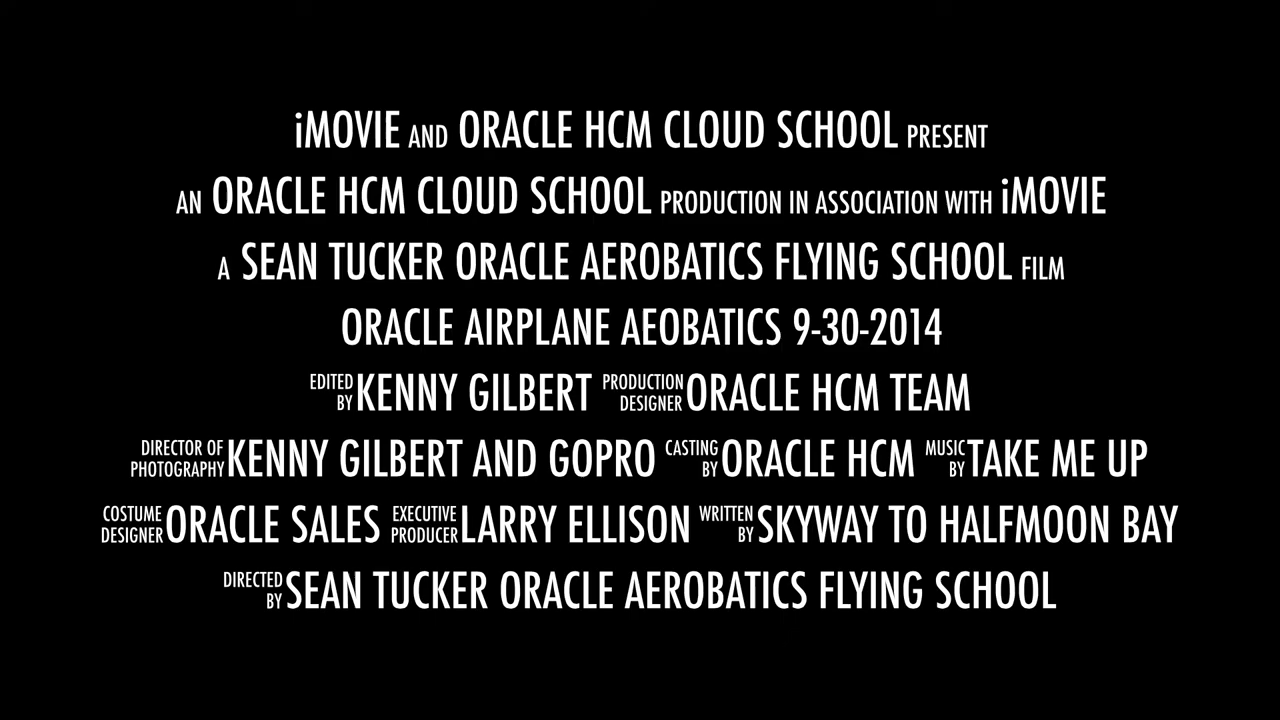 iMOVIE AND ORACLE HCM CLOUD SCHOOL PRESENT
AN ORACLE HCM CLOUD SCHOOL PRODUCTION IN ASSOCIATION WITH iMOVIE
A SEAN TUCKER ORACLE AEROBATICS FLYING SCHOOL FILM
ORACLE AIRPLANE AEOBATICS 9-30-2014
EDITED BY KENNY GILBERT PRODUCTION DESIGNER ORACLE HCM TEAM
DIRECTOR OF PHOTOGRAPHY KENNY GILBERT AND GOPRO CASTING BY ORACLE HCM MUSIC BY TAKE ME UP
COSTUME DESIGNER ORACLE SALES EXECUTIVE PRODUCER LARRY ELLISON WRITTEN BY SKYWAY TO HALFMOON BAY
DIRECTED BY SEAN TUCKER ORACLE AEROBATICS FLYING SCHOOL